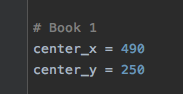 # Book 1
center_x = 490
center_y = 250